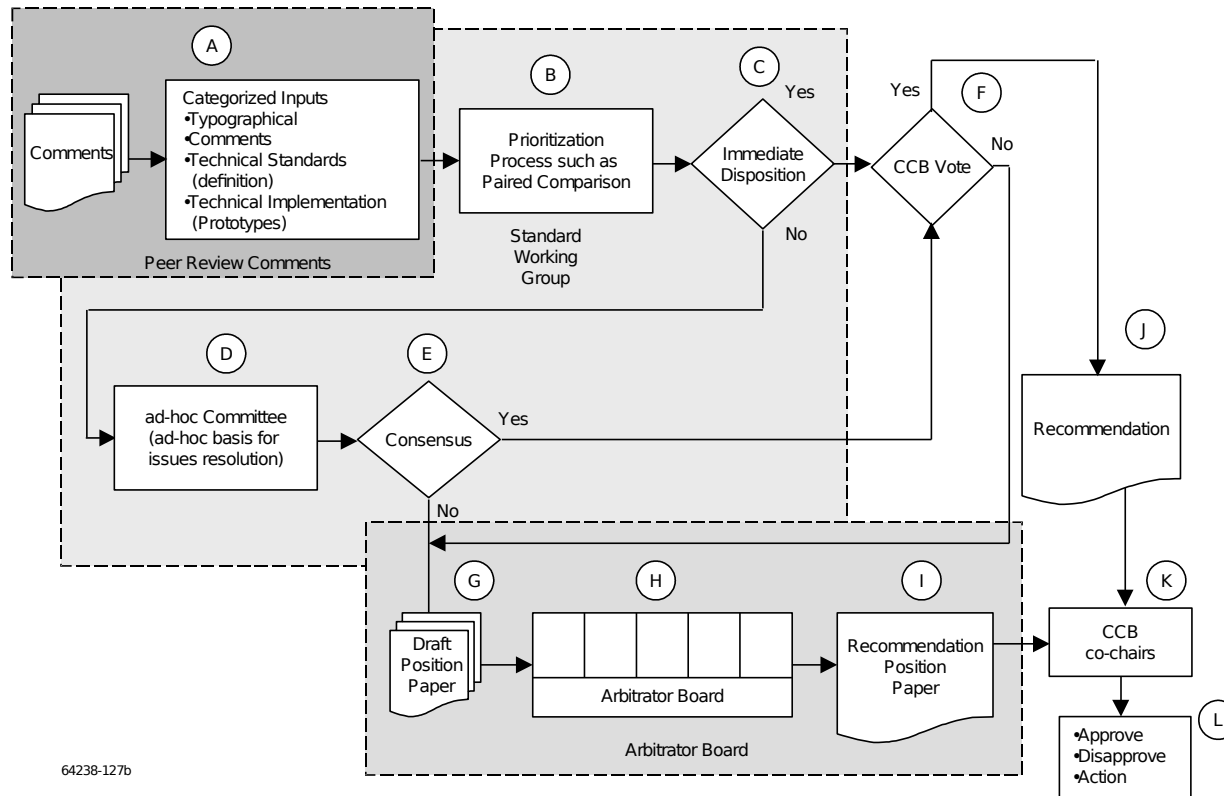 A
Comments
Categorized Inputs
•Typographical
•Comments
•Technical Standards
(definition)
•Technical Implementation
(Prototypes)
Peer Review Comments
B
Prioritization
Process such as
Paired Comparison
Standard
Working
Group
C
Yes
Immediate
Disposition
No
F
Yes
No
CCB Vote
D
ad-hoc Committee
(ad-hoc basis for
issues resolution)
E
Consensus
Yes
No
J
Recommendation
G
Draft
Position
Paper
H
Arbitrator Board
I
Recommendation
Position
Paper
Arbitrator Board
K
CCB
co-chairs
L
•Approve
•Disapprove
•Action
64238-127b